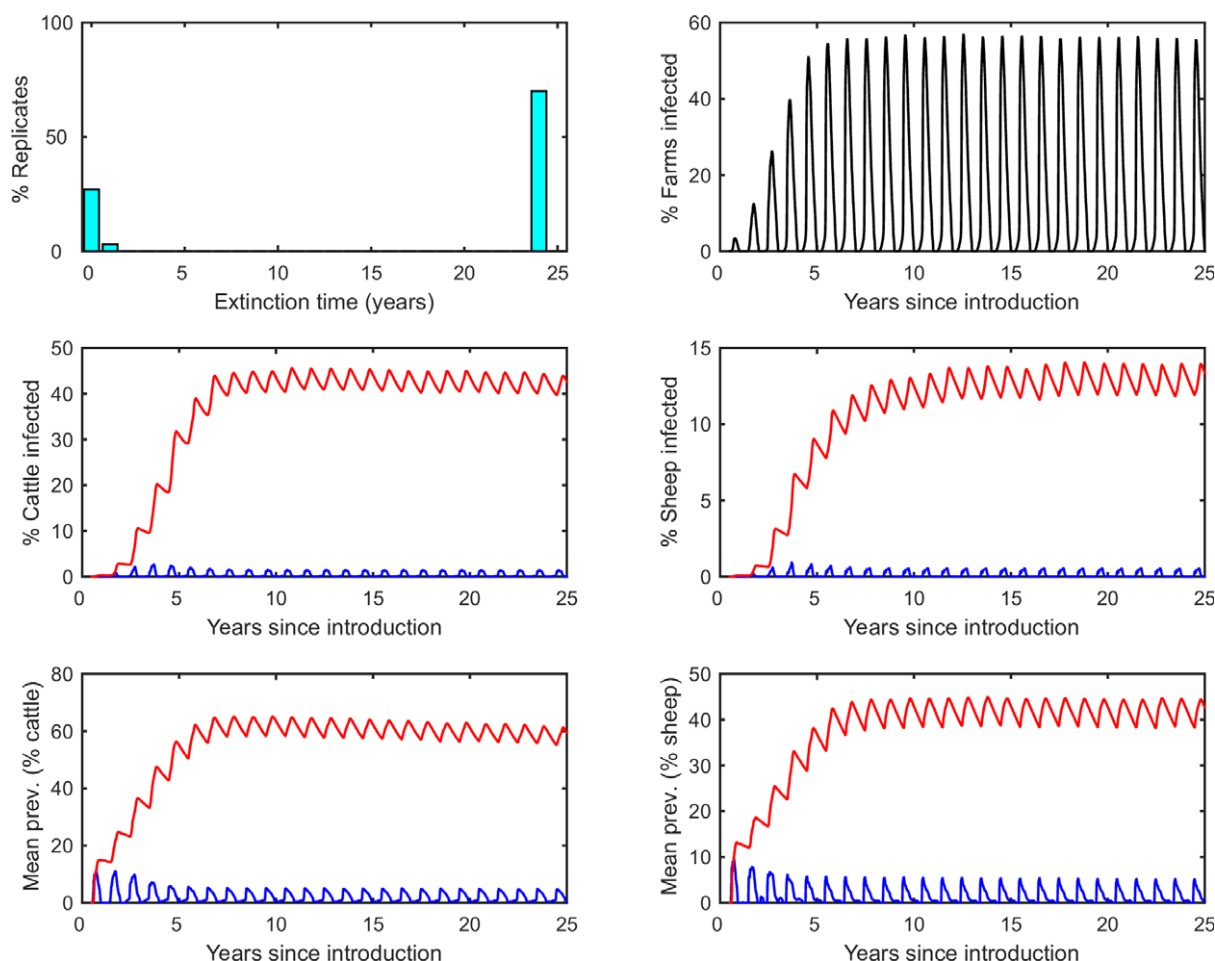 100
50
0
% Replicates
0 5 10 15 20 25
Extinction time (years)
60
40
20
0
% Farms infected
0 5 10 15 20 25
Years since introduction
50
40
30
20
10
0
% Cattle infected
0 5 10 15 20 25
Years since introduction
15
10
5
0
% Sheep infected
0 5 10 15 20 25
Years since introduction
80
60
40
20
0
Mean prev. (% cattle)
0 5 10 15 20 25
Years since introduction
50
40
30
20
10
0
Mean prev. (% sheep)
0 5 10 15 20 25
Years since introduction